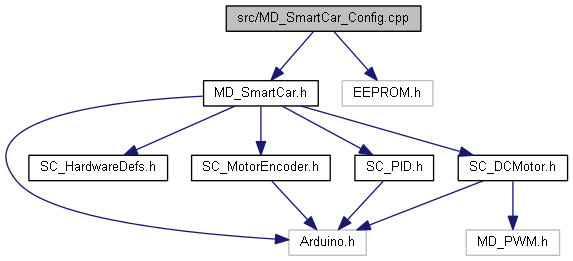 src/MD_SmartCar_Config.cpp
MD_SmartCar.h
EEPROM.h
SC_HardwareDefs.h
SC_MotorEncoder.h
SC_PID.h
SC_DCMotor.h
Arduino.h
MD_PWM.h